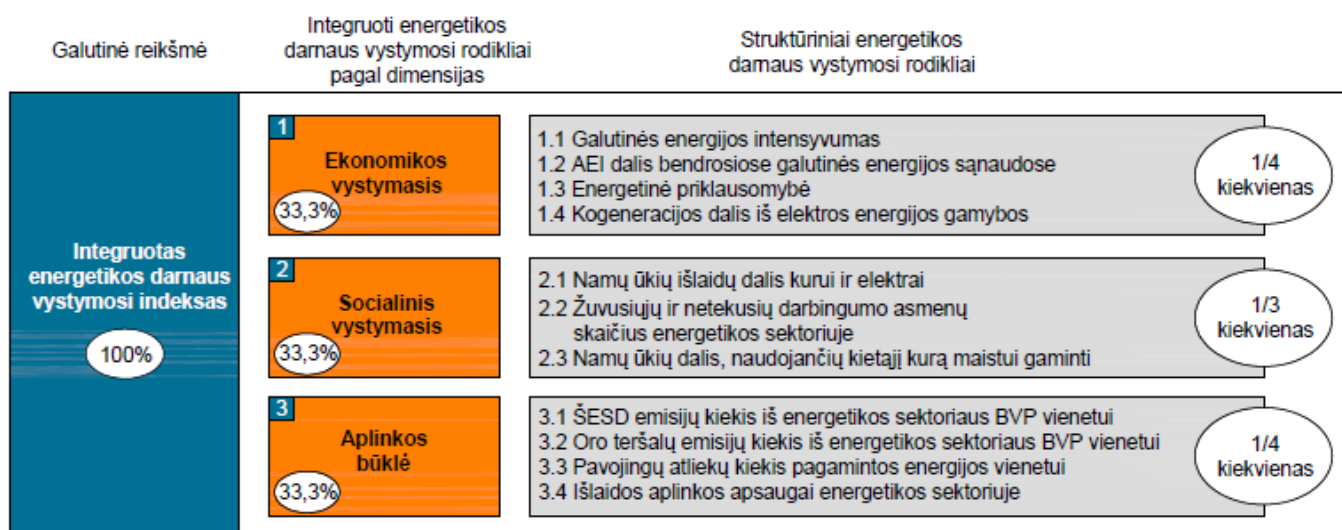 Galutinė reikšmė
Integruoti energetikos
darnaus vystymosi rodikliai
pagal dimensijas
Struktūriniai energetikos
darnaus vystymosi rodikliai
Integruotas
energetikos darnaus
vystymosi indeksas
100%
1
Ekonomikos
vystymasis
33,3%
1.1 Galutinės energijos intensyvumas
1.2 AEI dalis bendrosiose galutinės energijos sąnaudose
1.3 Energetinė priklausomybė
1.4 Kogeneracijos dalis iš elektros energijos gamybos
1/4
kiekvienas
2
Socialinis
vystymasis
33,3%
2.1 Namų ūkių išlaidų dalis kurui ir elektrai
2.2 Žuvusiųjų ir netekusių darbingumo asmenų
skaičius energetikos sektoriuje
2.3 Namų ūkių dalis, naudojančių kietąjį kurą maistui gaminti
1/3
kiekvienas
3
Aplinkos
būklė
33,3%
3.1 ŠESD emisijų kiekis iš energetikos sektoriaus BVP vienetui
3.2 Oro teršalų emisijų kiekis iš energetikos sektoriaus BVP vienetui
3.3 Pavojingų atliekų kiekis pagamintos energijos vienetui
3.4 Išlaidos aplinkos apsaugai energetikos sektoriuje
1/4
kiekvienas